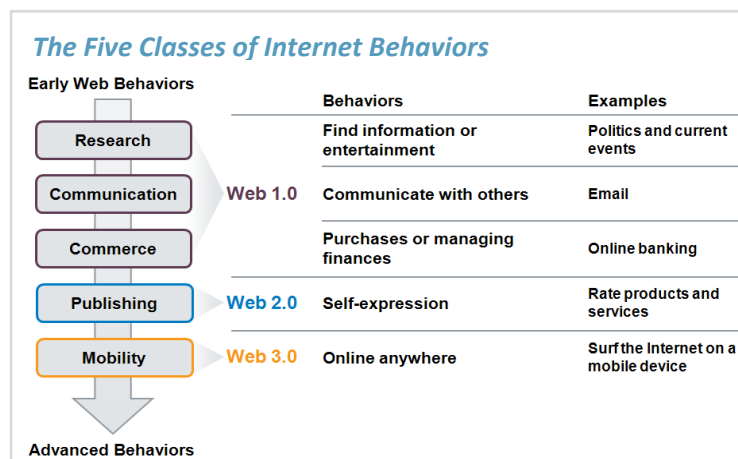 The Five Classes of Internet Behaviors
Early Web Behaviors
Behaviors Examples
Research
Find information or
entertainment
Politics and current
events
Communication
Web 1.0
Communicate with others
Email
Commerce
Purchases or managing
finances
Online banking
Publishing
Web 2.0
Self-expression
Rate products and
services
Mobility
Web 3.0
Online anywhere
Surf the Internet on a
mobile device
Advanced Behaviors